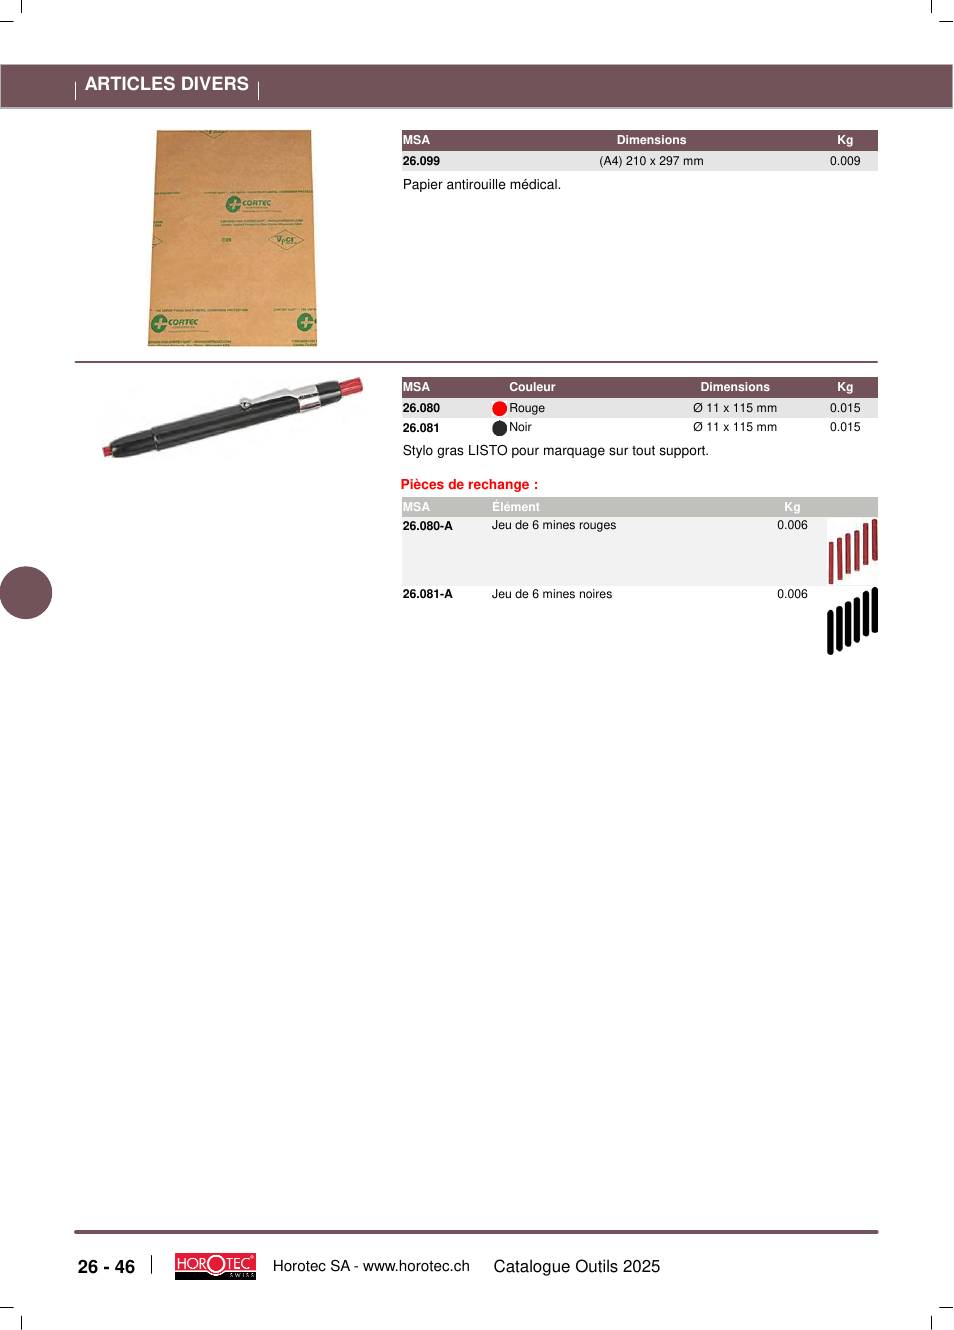 ARTICLES DIVERS
MSA Dimensions Kg
26.099 (A4) 210 x 297 mm 0.009
Papier antirouille médical.
CORTEC
VpCI
CORTEC
MSA Couleur Dimensions Kg
26.080 Rouge Ø 11 x 115 mm 0.015
26.081 Noir Ø 11 x 115 mm 0.015
Stylo gras LISTO pour marquage sur tout support.
Pièces de rechange :
MSA Élément Kg
26.080-A Jeu de 6 mines rouges 0.006
26.081-A Jeu de 6 mines noires 0.006
26 - 46 HOROTEC® SWISS Horotec SA - www.horotec.ch Catalogue Outils 2025